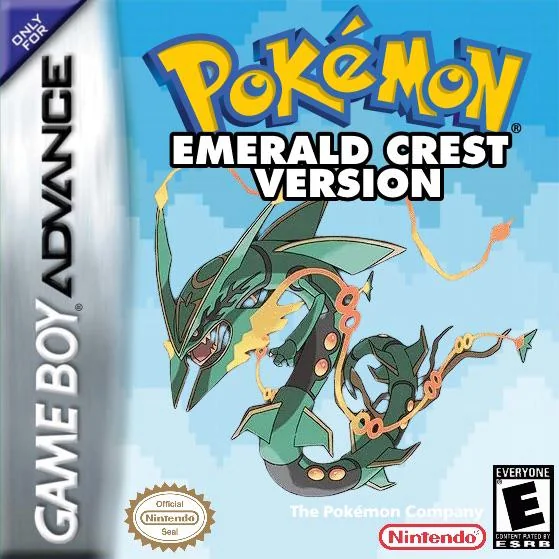 ONLY
FOR
GAME BOY ADVANCE
POKéMON®
EMERALD CREST
VERSION
Official
Nintendo
Seal
The Pokémon Company
Nintendo®
EVERYONE
E
CONTENT RATED BY
ESRB